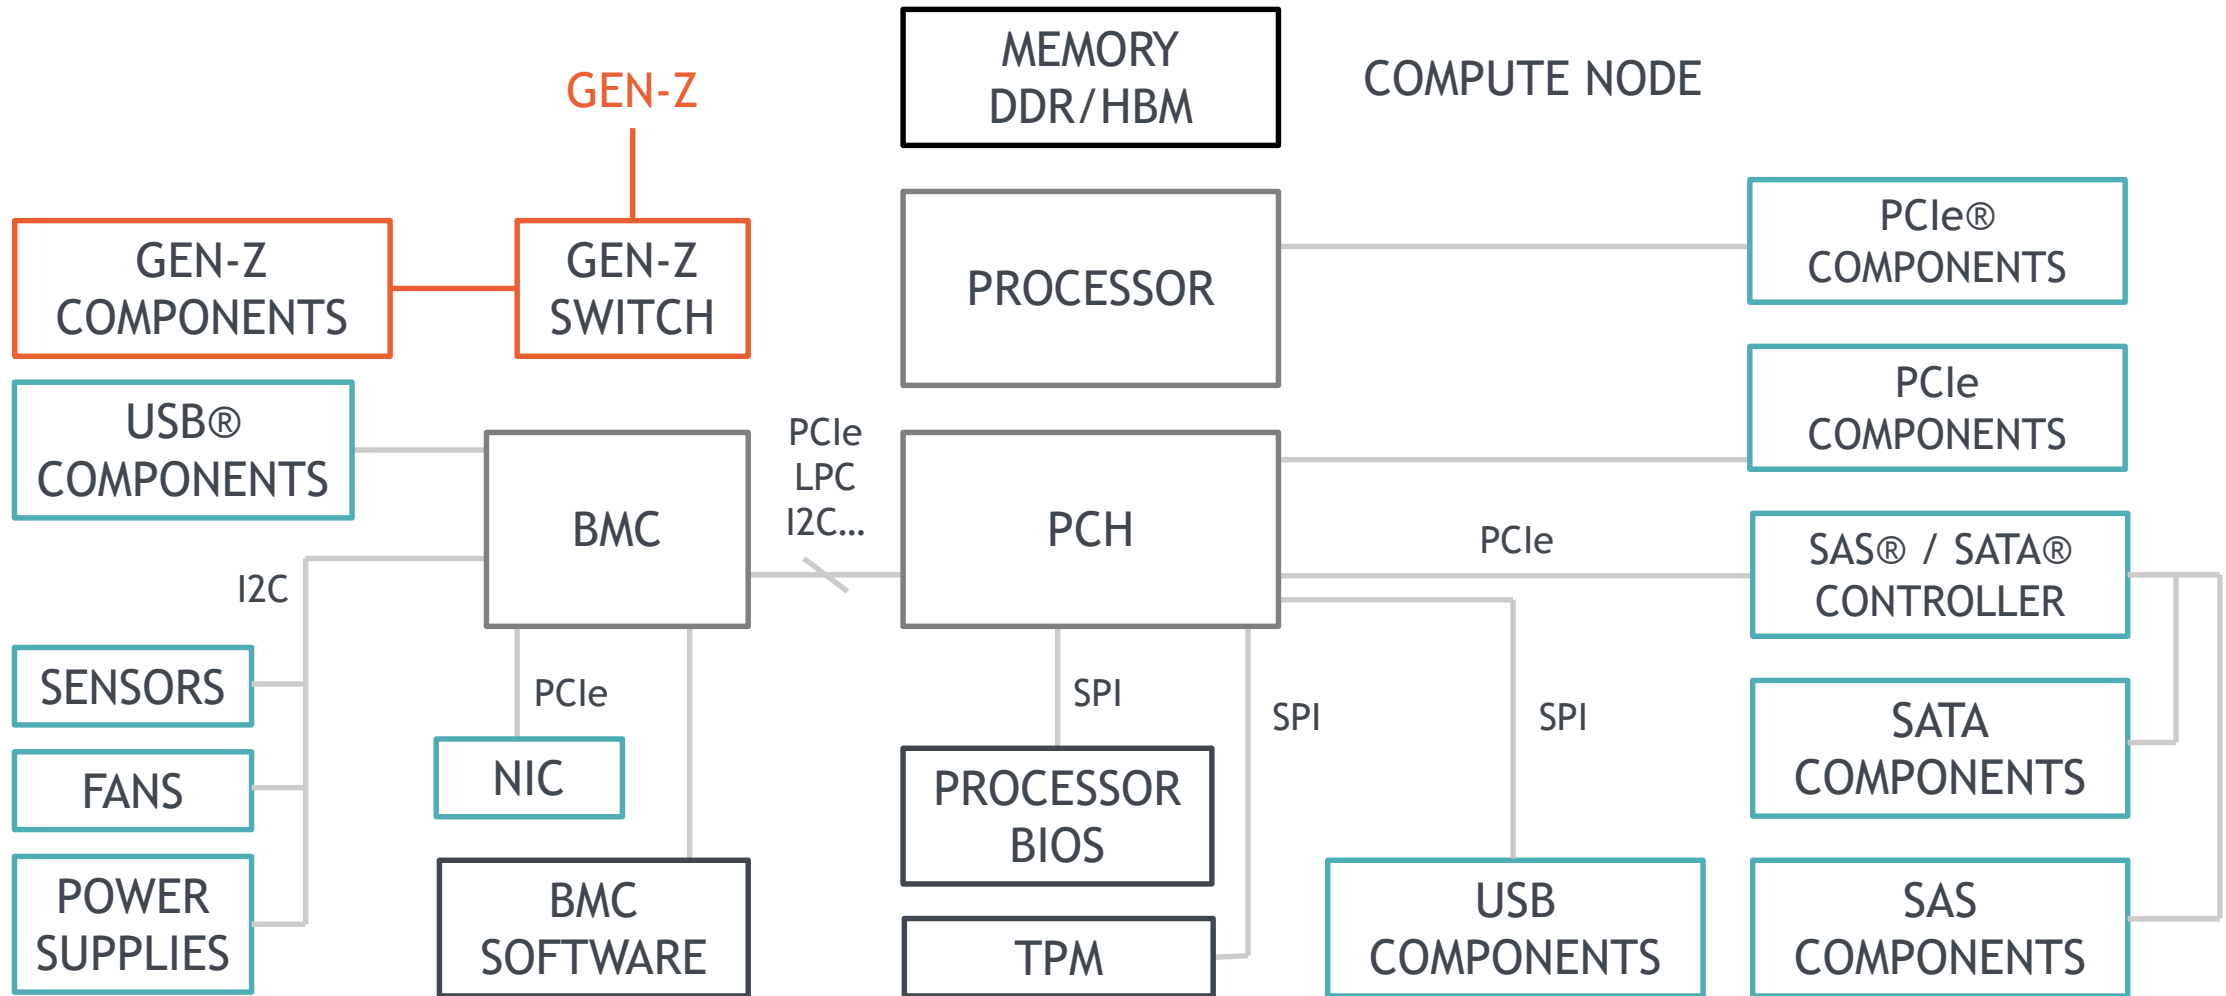 MEMORY
DDR/HBM
COMPUTE NODE
GEN-Z
GEN-Z
COMPONENTS
GEN-Z
SWITCH
PROCESSOR
PCIe®
COMPONENTS
PCIe
COMPONENTS
USB®
COMPONENTS
BMC
PCIe
LPC
I2C…
PCH
PCIe
SAS® / SATA®
CONTROLLER
I2C
SENSORS
FANS
POWER
SUPPLIES
PCIe
NIC
BMC
SOFTWARE
SPI
SPI
SPI
PROCESSOR
BIOS
TPM
USB
COMPONENTS
SATA
COMPONENTS
SAS
COMPONENTS